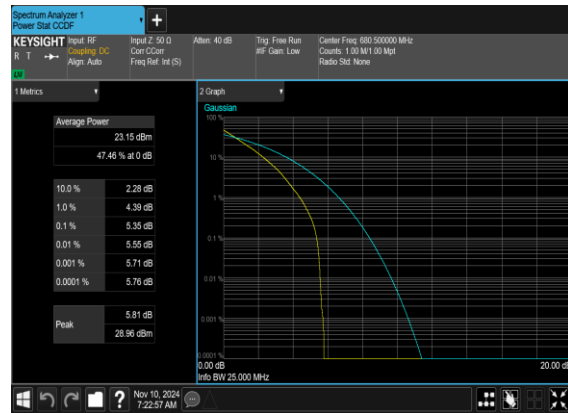 Spectrum Analyzer 1
Power Stat CCDF
KEYSIGHT
R T
Input: RF
Coupling: DC
Align: Auto
Input Z: 50 Ω
Corr CCorr
Freq Ref: Int (S)
Atten: 40 dB
Trig: Free Run
#IF Gain: Low
Center Freq: 680.500000 MHz
Counts: 1.00 M/1.00 Mpt
Radio Std: None
1 Metrics
Average Power
23.15 dBm
47.46 % at 0 dB
10.0 % 2.28 dB
1.0 % 4.39 dB
0.1 % 5.35 dB
0.01 % 5.55 dB
0.001 % 5.71 dB
0.0001 % 5.76 dB
Peak
5.81 dB
28.96 dBm
2 Graph
Gaussian
100 %
10 %
1 %
0.1 %
0.01 %
0.001 %
0.0001 %
0.00 dB
20.00 dB
Info BW 25.000 MHz
Nov 10, 2024
7:22:57 AM